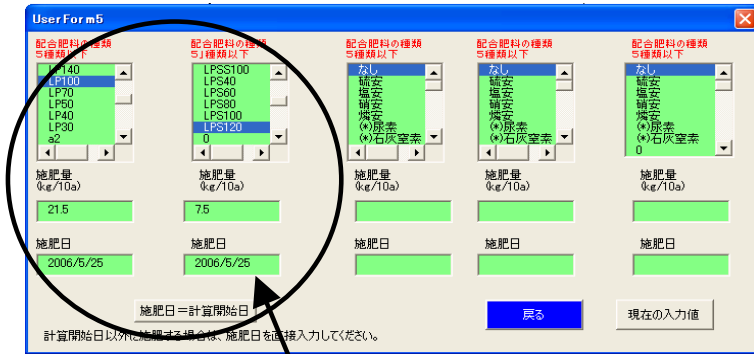 UserForm5
配合肥料の種類
5種類以下
LP140
LP100
LP70
LP50
LP40
LP30
a2
施肥量
(kg/10a)
21.5
施肥日
2006/5/25
配合肥料の種類
5」種類以下
LPSS100
LPS40
LPS60
LPS80
LPS100
LPS120
0
施肥量
(kg/10a)
7.5
施肥日
2006/5/25
配合肥料の種類
5種類以下
なし
硫安
塩安
硝安
燐安
(*)尿素
(*)石灰窒素
施肥量
(kg/10a)
施肥日
配合肥料の種類
5種類以下
なし
硫安
塩安
硝安
燐安
(*)尿素
(*)石灰窒素
施肥量
(kg/10a)
施肥日
配合肥料の種類
5種類以下
なし
硫安
塩安
硝安
燐安
(*)尿素
(*)石灰窒素
0
施肥量
(kg/10a)
施肥日
施肥日=計算開始日
戻る
現在の入力値
計算開始日以外に施肥する場合は、施肥日を直接入力してください。